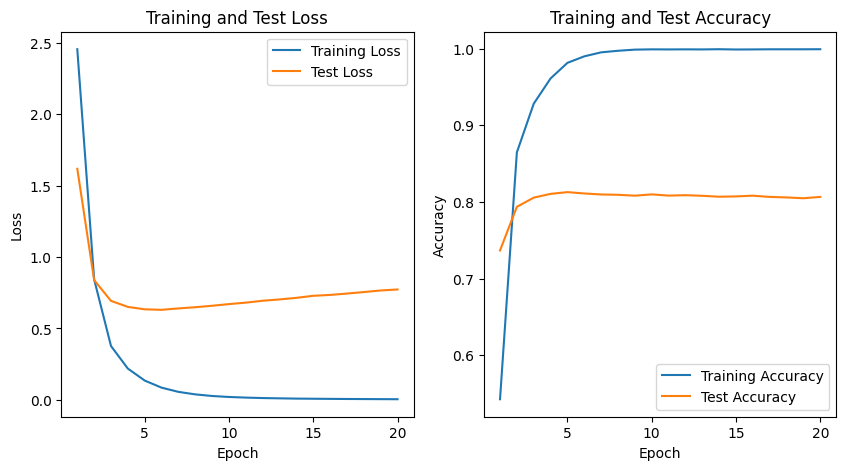 Training and Test Loss
2.5
2.0
1.5
1.0
0.5
0.0
Loss
5
10
15
20
Epoch
Training Loss
Test Loss
Training and Test Accuracy
1.0
0.9
0.8
0.7
0.6
Accuracy
5
10
15
20
Epoch
Training Accuracy
Test Accuracy